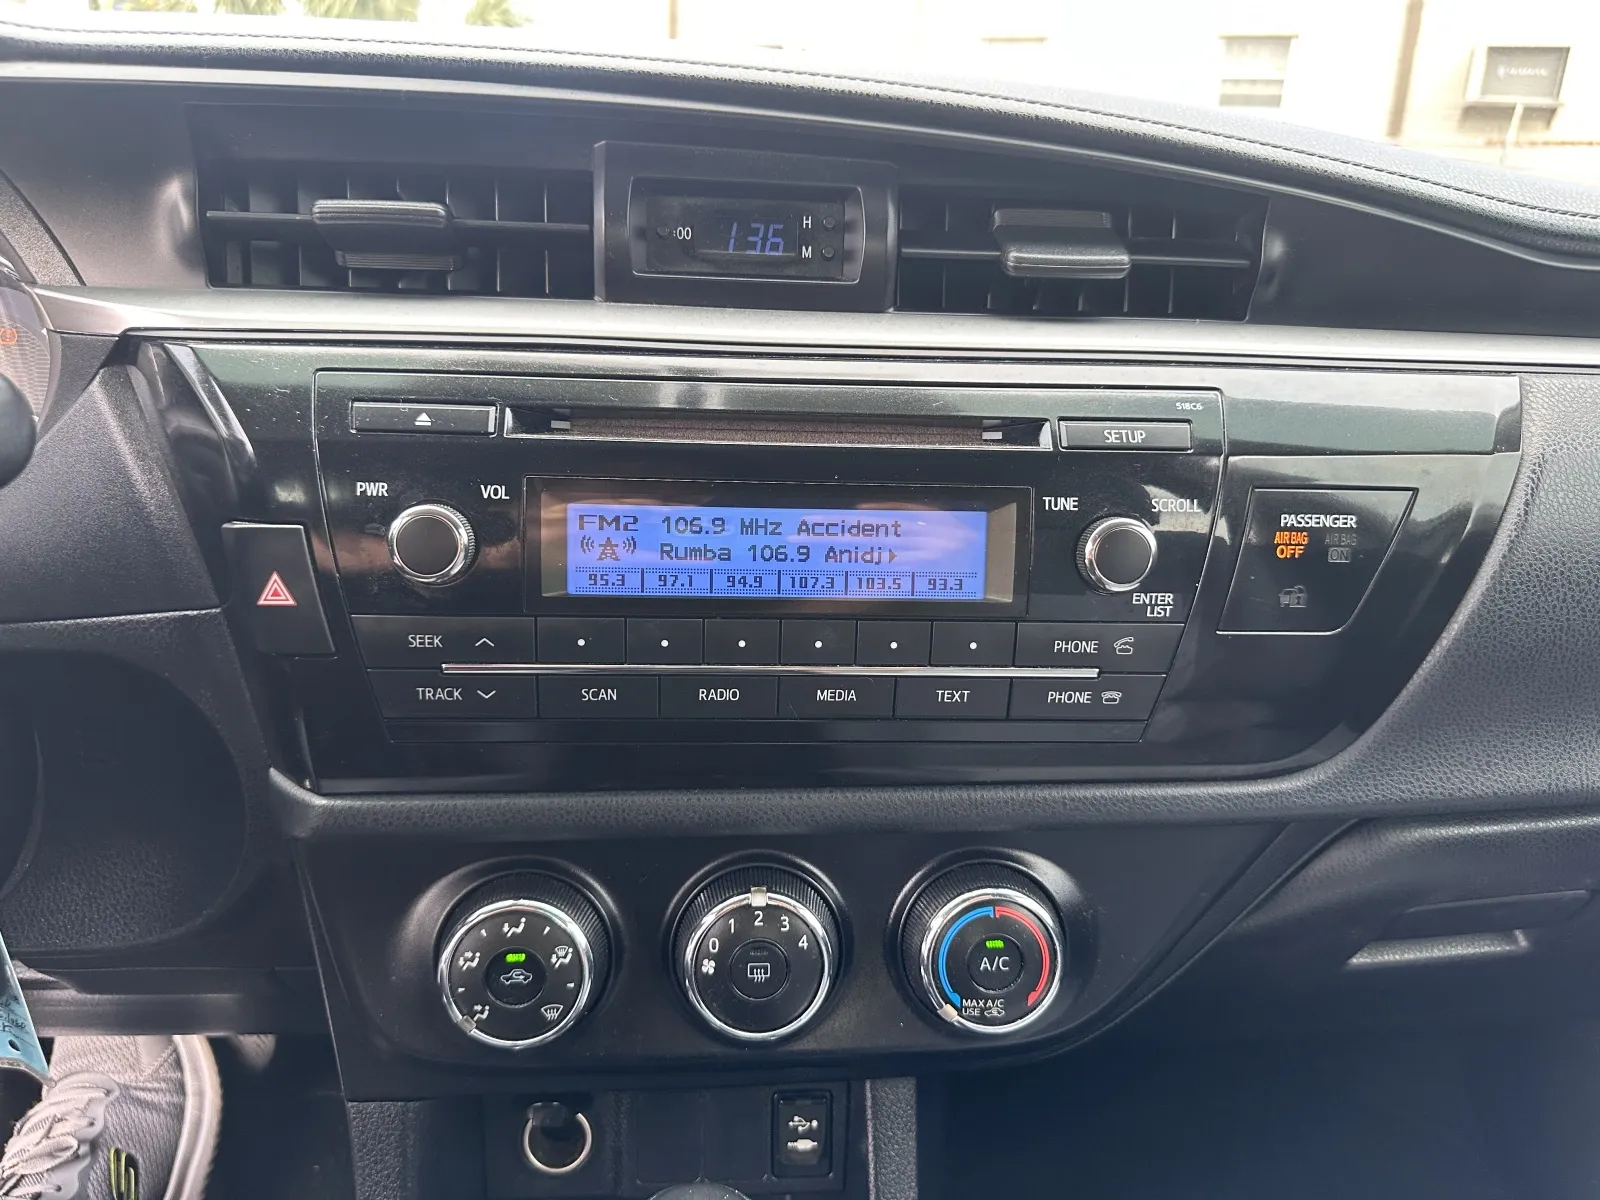 :00
1:36
H
M
518C6
SETUP
PWR
VOL
TUNE
SCROLL
FM2 106.9 MHz Accident
Rumba 106.9 Anidj
95.3 97.1 94.9 107.3 103.5 93.3
ENTER
LIST
PASSENGER
AIR BAG
OFF
AIR BAG
ON
SEEK
PHONE
TRACK
SCAN
RADIO
MEDIA
TEXT
PHONE
0 1 2 3 4
A/C
MAX A/C
USE